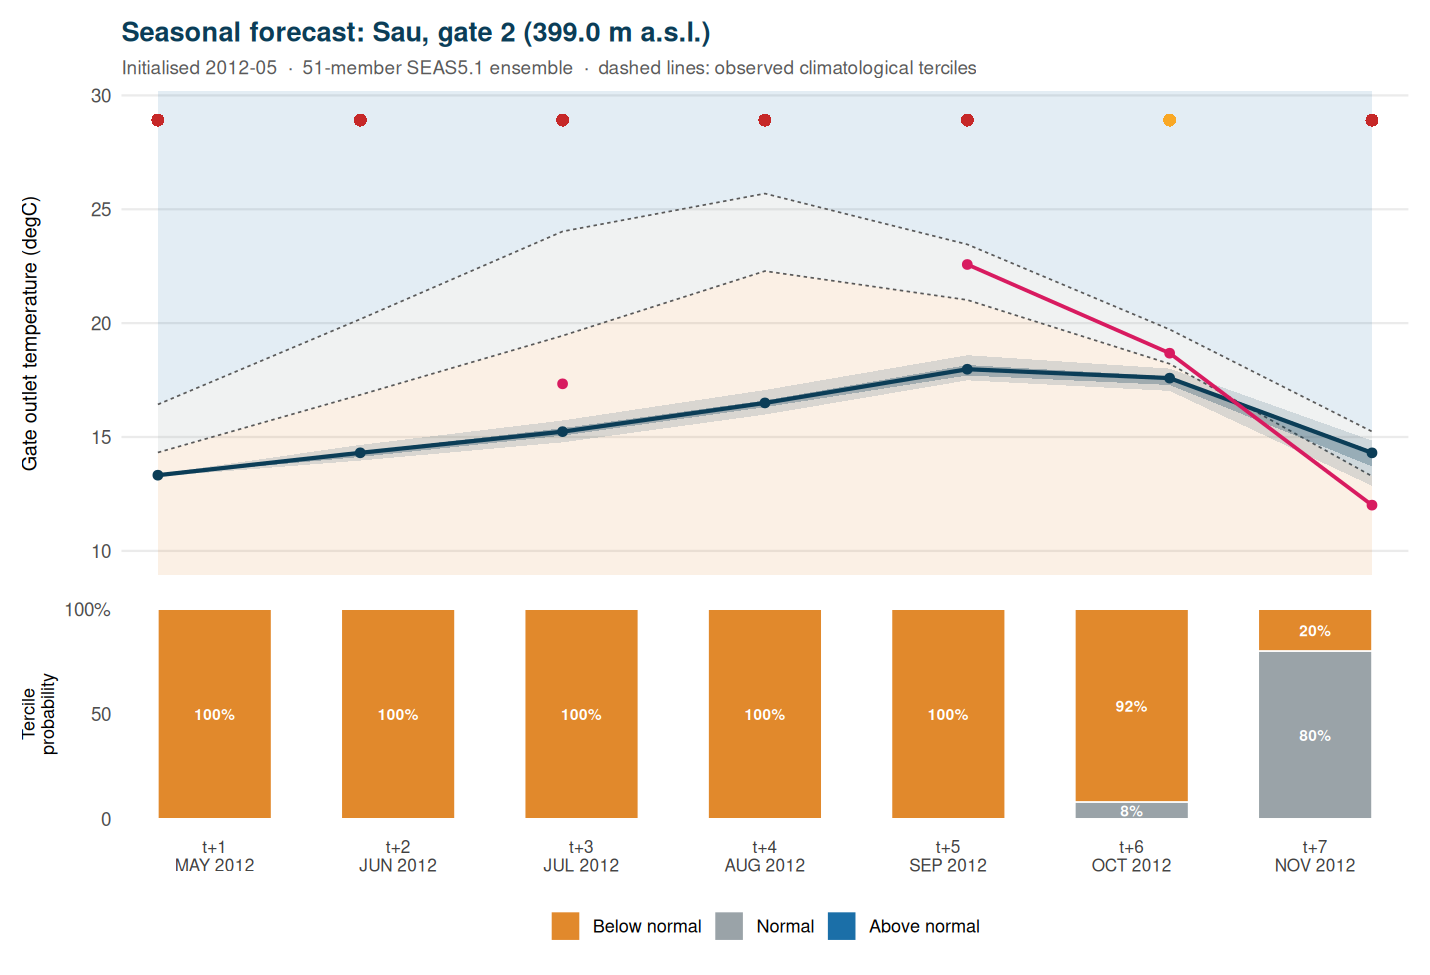 Seasonal forecast: Sau, gate 2 (399.0 m a.s.l.)
Initialised 2012-05 · 51-member SEAS5.1 ensemble · dashed lines: observed climatological terciles
Gate outlet temperature (degC)
30
25
20
15
10
Tercile
probability
100%
50
0
100%
100%
100%
100%
100%
92%
8%
20%
80%
t+1
MAY 2012
t+2
JUN 2012
t+3
JUL 2012
t+4
AUG 2012
t+5
SEP 2012
t+6
OCT 2012
t+7
NOV 2012
Below normal
Normal
Above normal